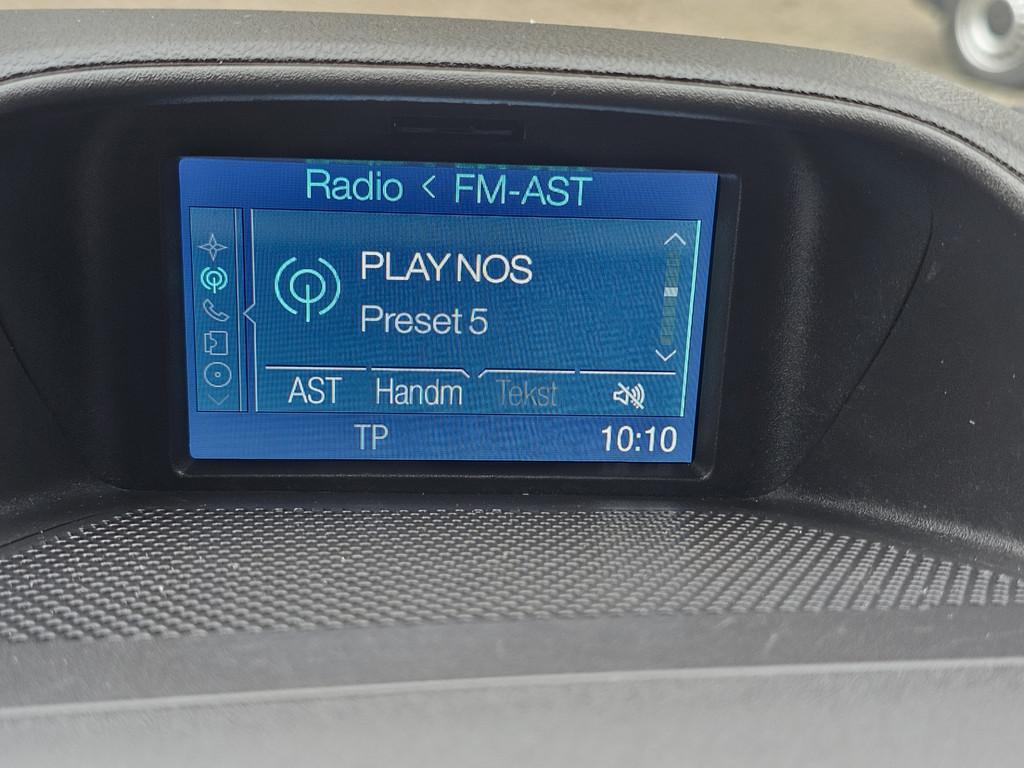 Radio < FM-AST
PLAY NOS
Preset 5
AST Handm Tekst
TP 10:10